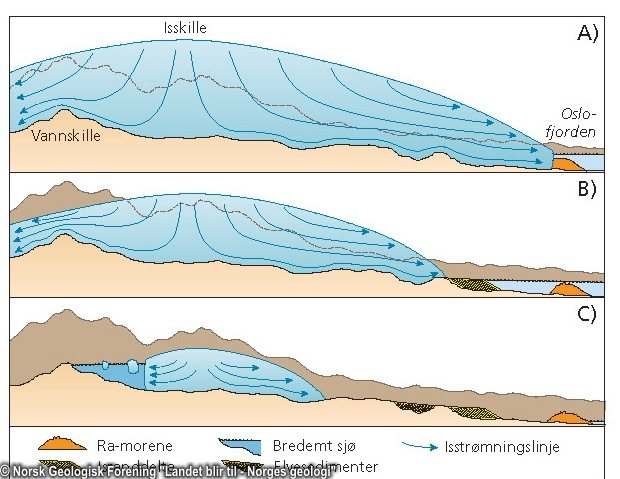 Isskille
A)
Oslo-
fjorden
Vannskille
B)
C)
Ra-morene
Bredemt sjø
Isstrømningslinje
© Norsk Geologisk Forening "Landet blir til - Norges geologi"